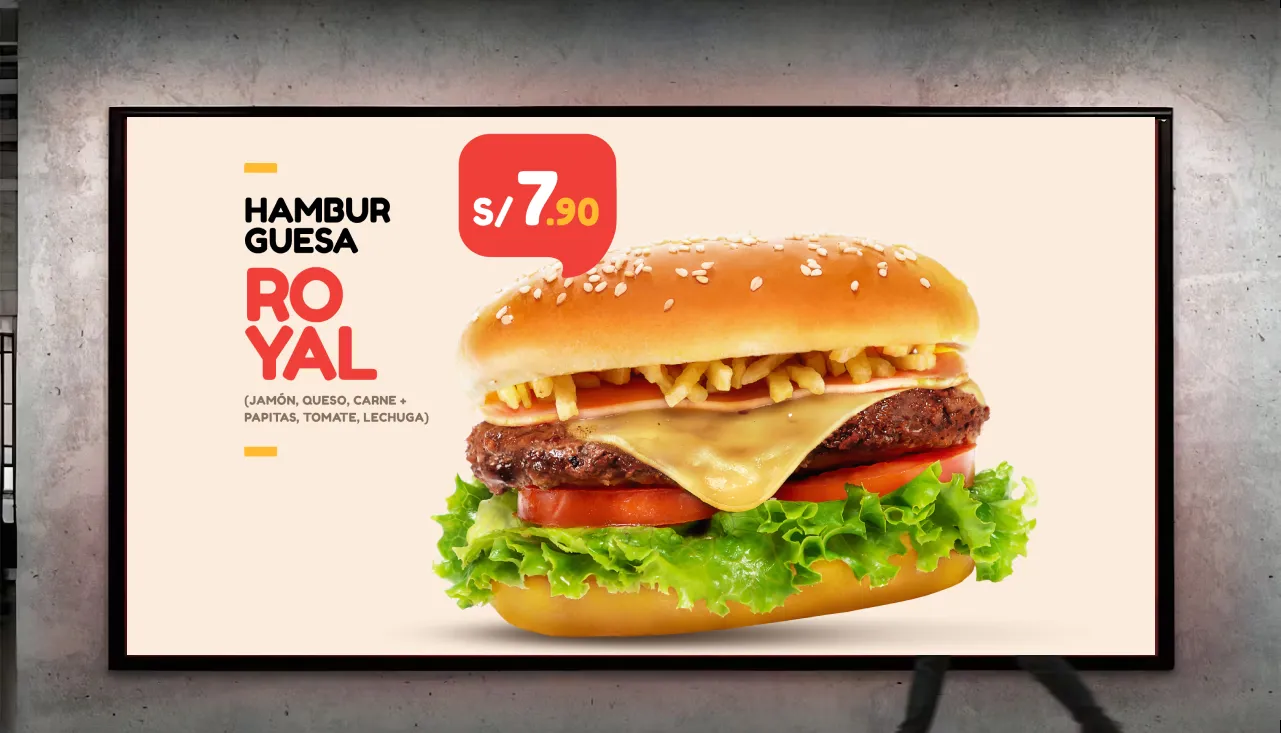 HAMBUR
GUESA
RO
YAL
(JAMÓN, QUESO, CARNE +
PAPITAS, TOMATE, LECHUGA)
S/7.90